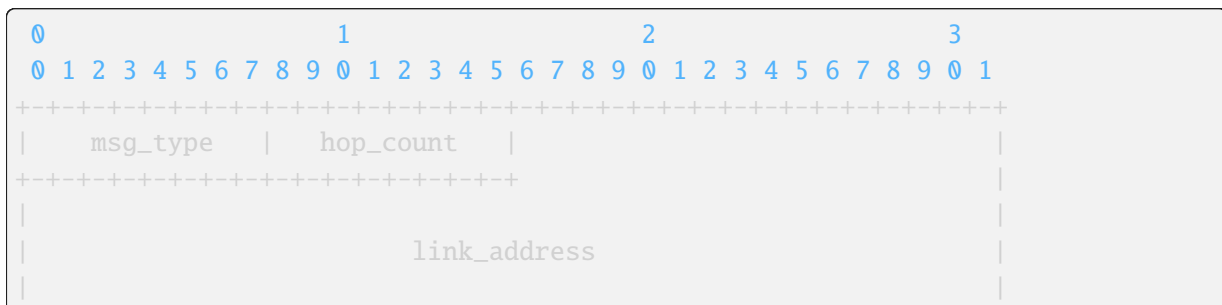 0                   1                   2                   3
 0 1 2 3 4 5 6 7 8 9 0 1 2 3 4 5 6 7 8 9 0 1 2 3 4 5 6 7 8 9 0 1
+-+-+-+-+-+-+-+-+-+-+-+-+-+-+-+-+-+-+-+-+-+-+-+-+-+-+-+-+-+-+-+-+
|    msg_type   |   hop_count   |                               |
+-+-+-+-+-+-+-+-+-+-+-+-+-+-+-+-+                               |
|                                                               |
|                         link_address                          |
|                                                               |